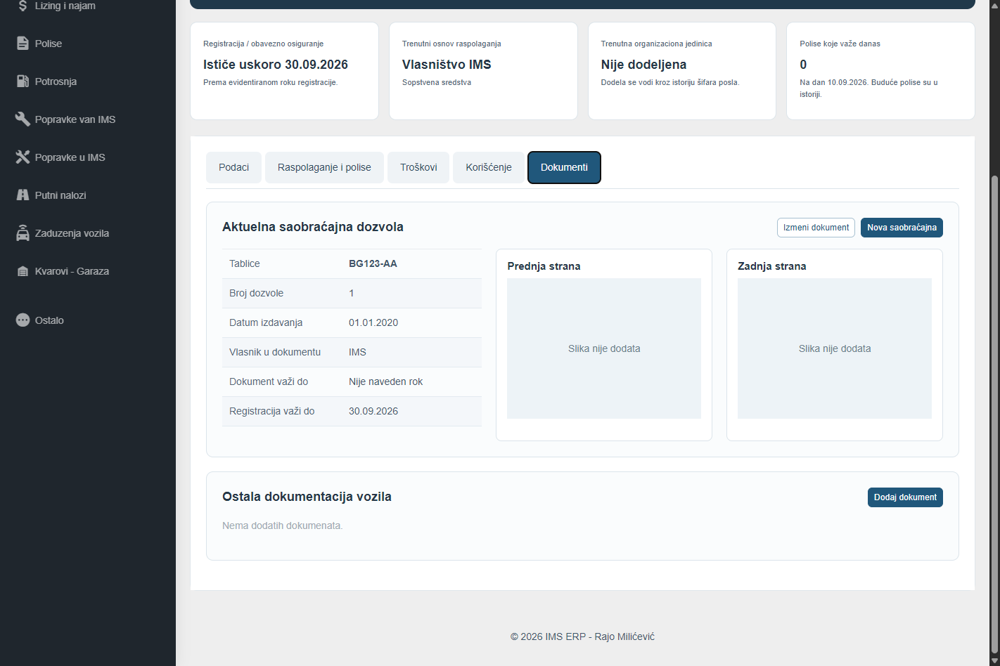 Lizing i najam
Polise
Potrosnja
Popravke van IMS
Popravke u IMS
Putni nalozi
Zaduzenja vozila
Kvarovi - Garaza
Ostalo
Registracija / obavezno osiguranje
Ističe uskoro 30.09.2026
Prema evidentiranom roku registracije.
Trenutni osnov raspolaganja
Vlasništvo IMS
Sopstvena sredstva
Trenutna organizaciona jedinica
Nije dodeljena
Dodela se vodi kroz istoriju šifara posla.
Polise koje važe danas
0
Na dan 10.09.2026. Buduće polise su u
istoriji.
Podaci
Raspolaganje i polise
Troškovi
Korišćenje
Dokumenti
Aktuelna saobraćajna dozvola
Izmeni dokument
Nova saobraćajna
Tablice BG123-AA
Broj dozvole 1
Datum izdavanja 01.01.2020
Vlasnik u dokumentu IMS
Dokument važi do Nije naveden rok
Registracija važi do 30.09.2026
Prednja strana
Slika nije dodata
Zadnja strana
Slika nije dodata
Ostala dokumentacija vozila
Dodaj dokument
Nema dodatih dokumenata.
© 2026 IMS ERP - Rajo Milićević